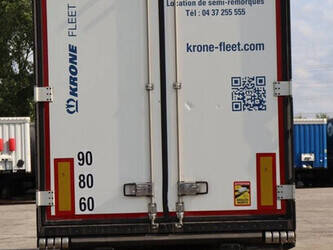 Location de semi-remorques
Tél : 04 37 255 555
krone-fleet.com
KRONE FLEET
90
80
60